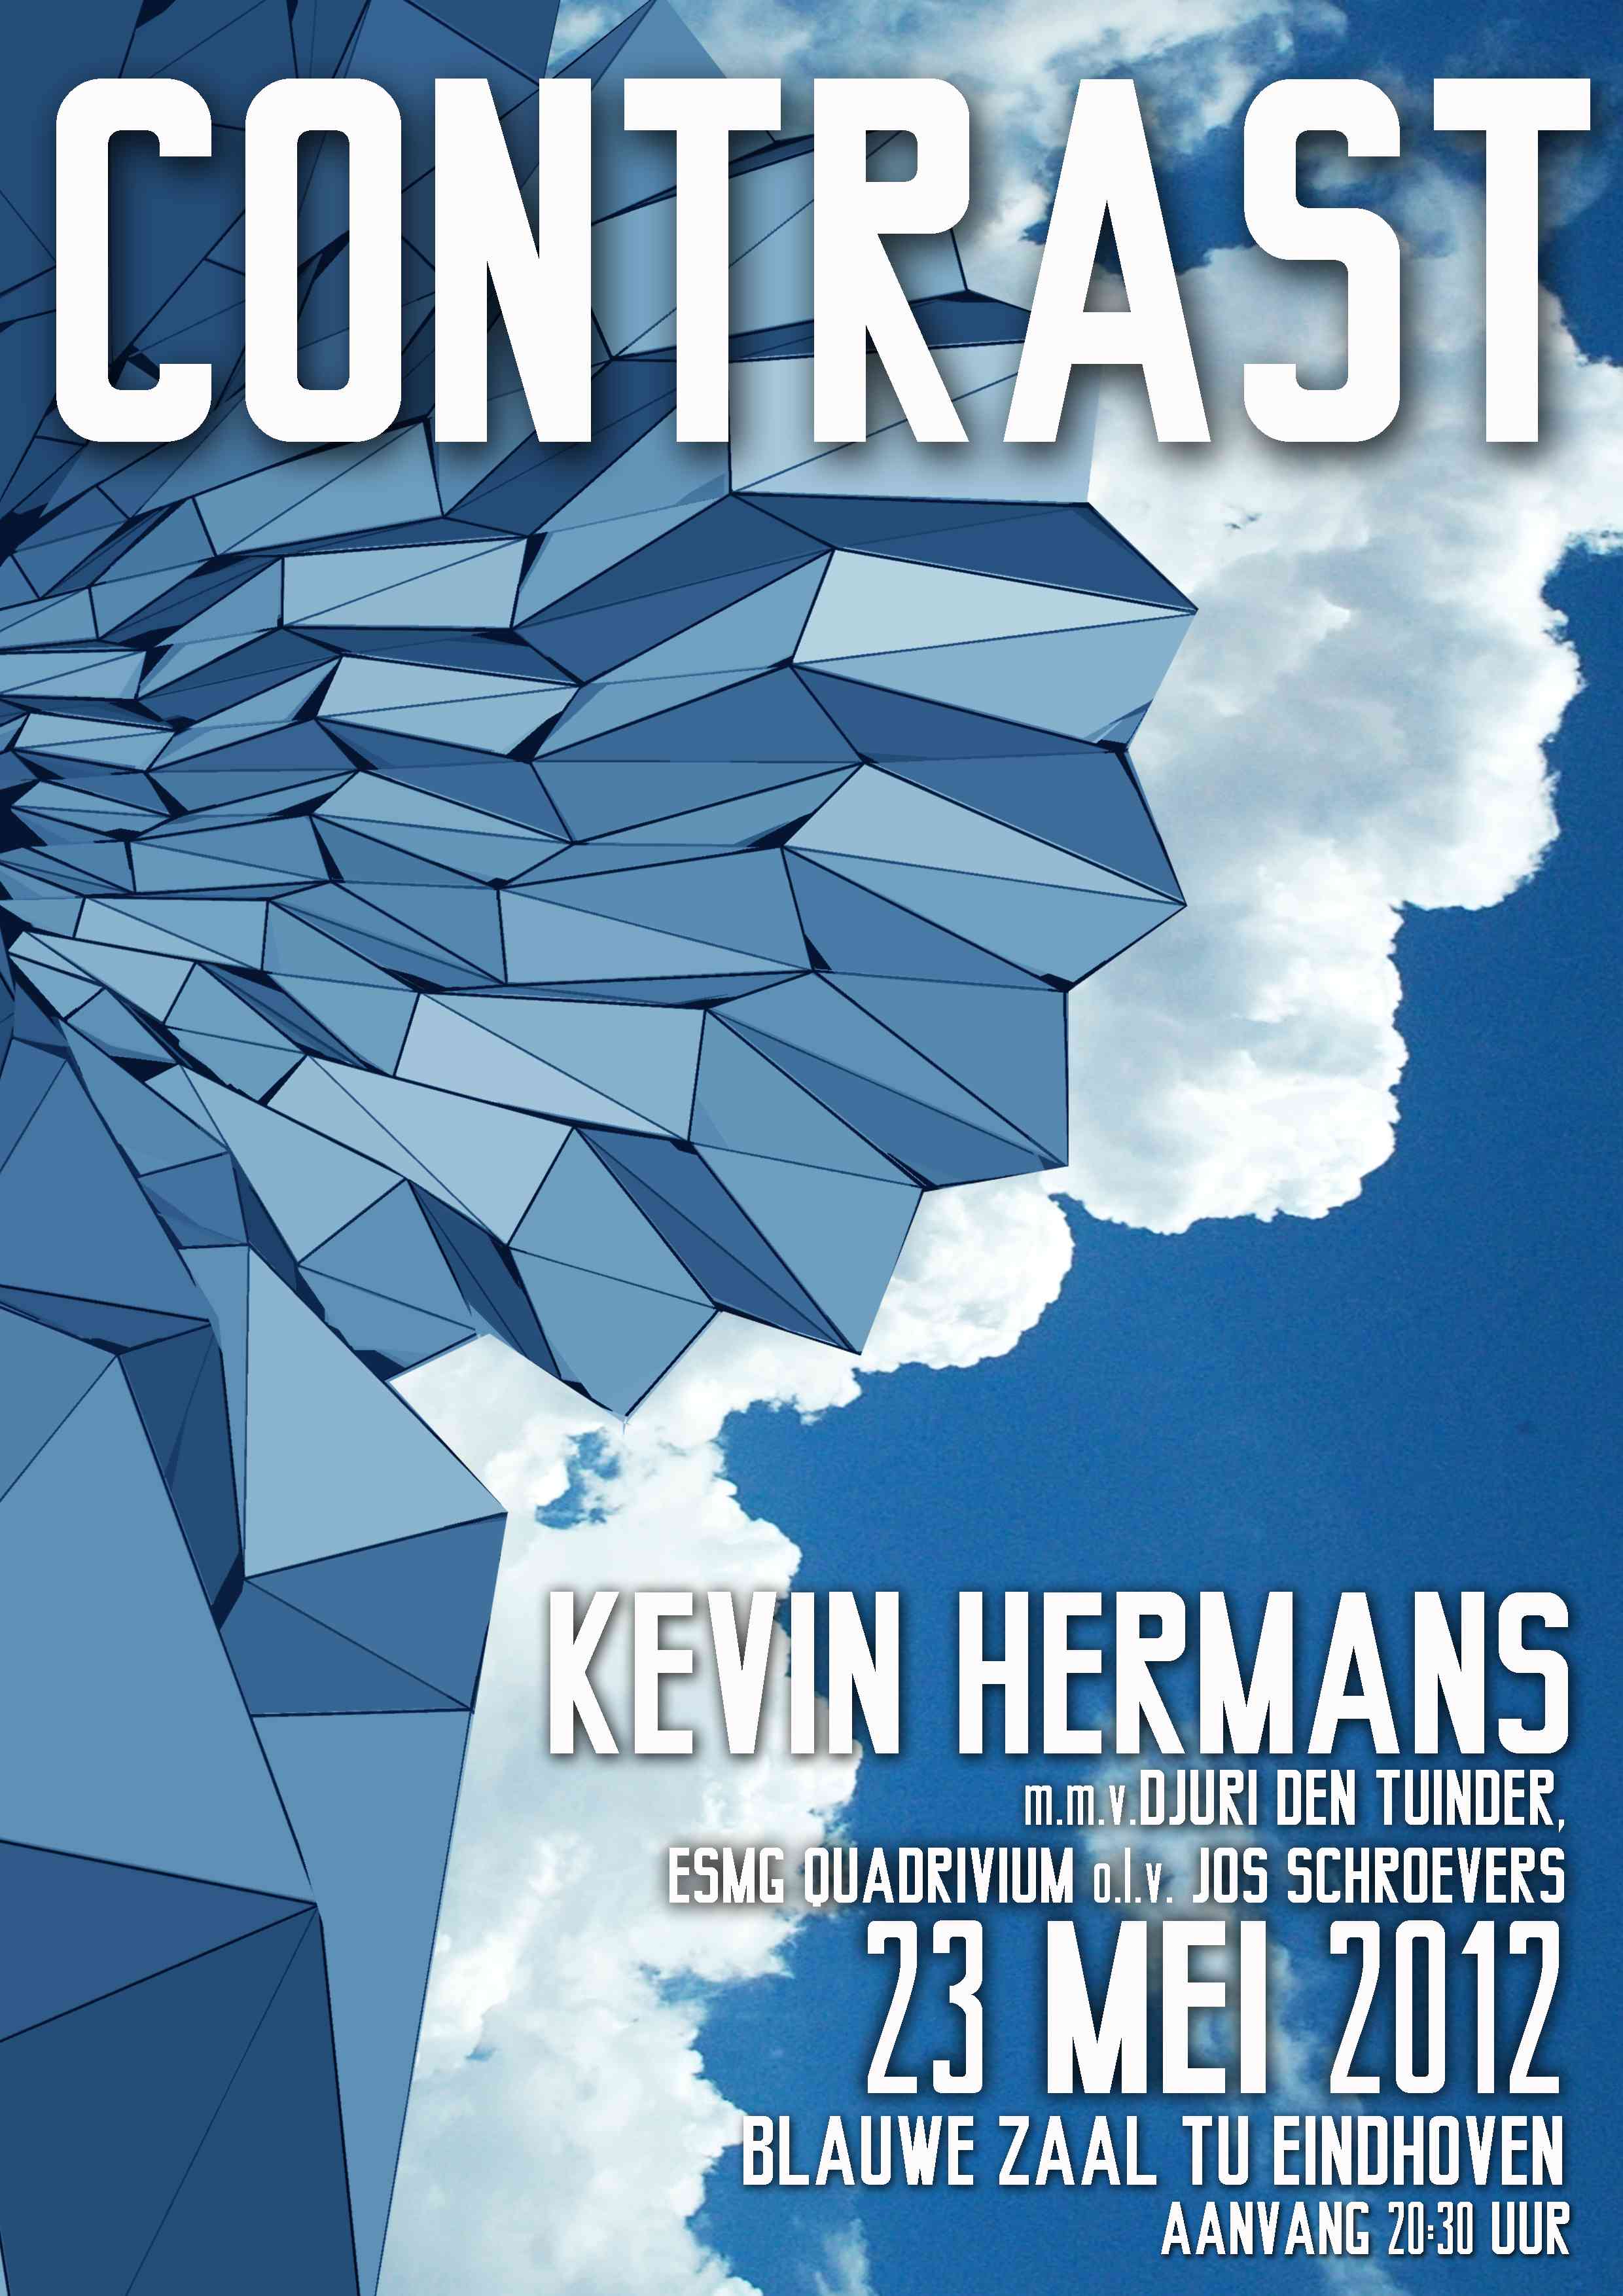 CONTRAST
KEVIN HERMANS
m.m.v.DJURI DEN TUINDER,
ESMG QUADRIVIUM o.l.v. JOS SCHROEVERS
23 MEI 2012
BLAUWE ZAAL TU EINDHOVEN
AANVANG 20:30 UUR